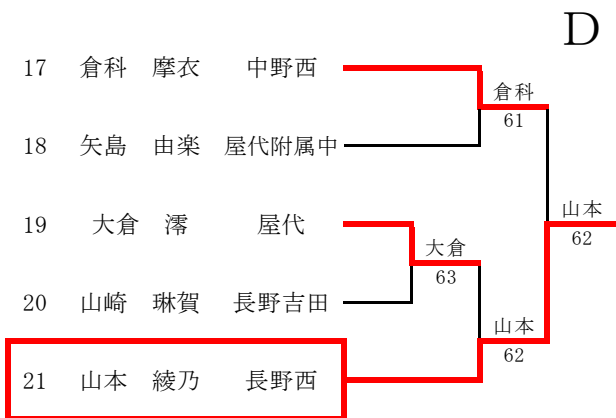 D
17 倉科 摩衣 中野西
倉科
61
18 矢島 由楽 屋代附属中
山本
62
19 大倉 澪 屋代
大倉
63
20 山崎 琳賀 長野吉田
山本
62
21 山本 綾乃 長野西